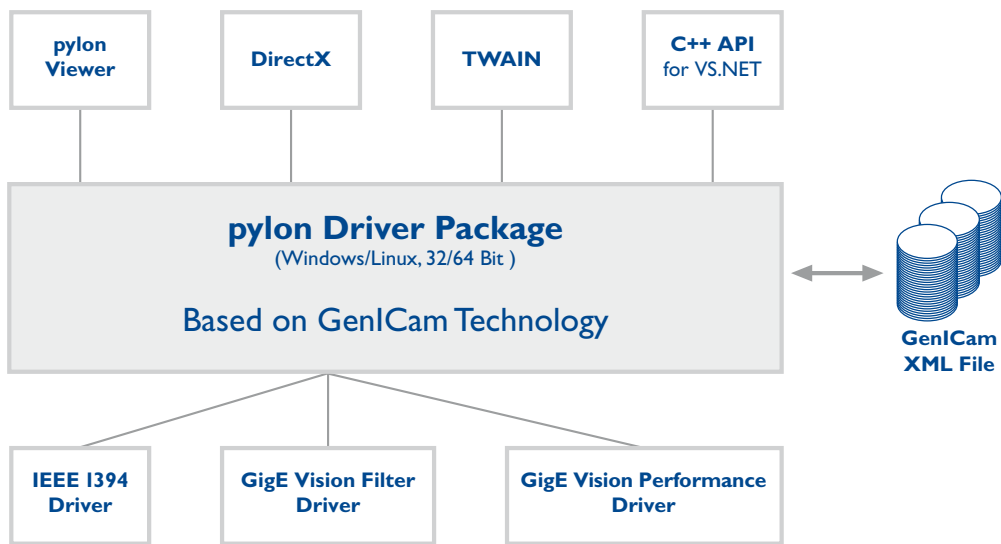 pylon
Viewer
DirectX
TWAIN
C++ API
for VS.NET
pylon Driver Package
(Windows/Linux, 32/64 Bit )
Based on GenICam Technology
GenICam
XML File
IEEE 1394
Driver
GigE Vision Filter
Driver
GigE Vision Performance
Driver